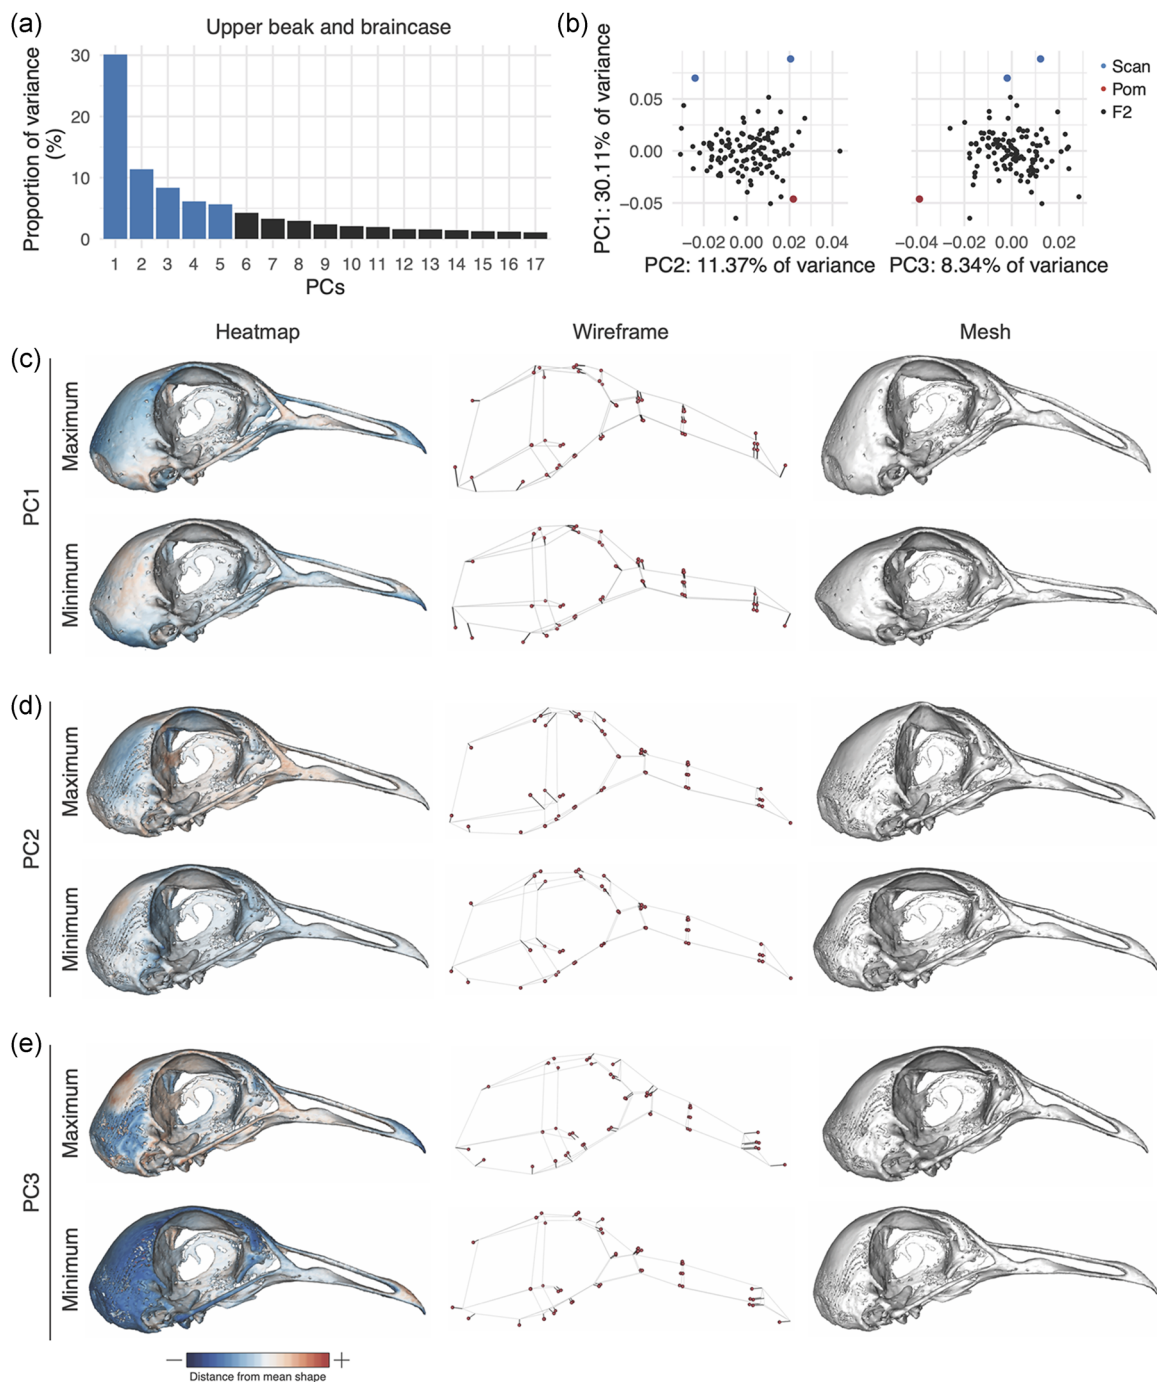 (a)
Upper beak and braincase
Proportion of variance
(%)
30
20
10
0
1 2 3 4 5 6 7 8 9 10 11 12 13 14 15 16 17
PCs
(b)
PC1: 30.11% of variance
0.05
0.00
−0.05
−0.02 0.00 0.02 0.04
PC2: 11.37% of variance
−0.04 −0.02 0.00 0.02
PC3: 8.34% of variance
Scan
Pom
F2
Heatmap
Wireframe
Mesh
(c)
PC1
Maximum
Minimum
(d)
PC2
Maximum
Minimum
(e)
PC3
Maximum
Minimum
− +
Distance from mean shape